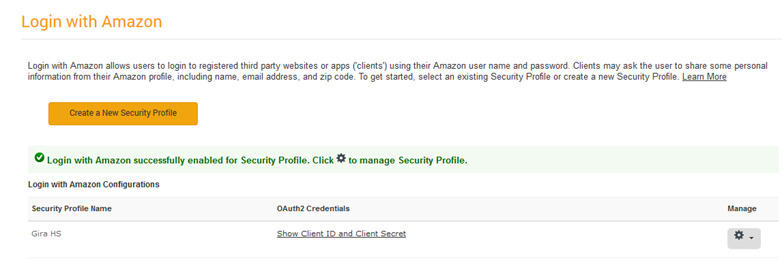 Login with Amazon
Login with Amazon allows users to login to registered third party websites or apps ('clients') using their Amazon user name and password. Clients may ask the user to share some personal
information from their Amazon profile, including name, email address, and zip code. To get started, select an existing Security Profile or create a new Security Profile. Learn More
Create a New Security Profile
Login with Amazon successfully enabled for Security Profile. Click to manage Security Profile.
Login with Amazon Configurations
Security Profile Name OAuth2 Credentials Manage
Gira HS Show Client ID and Client Secret